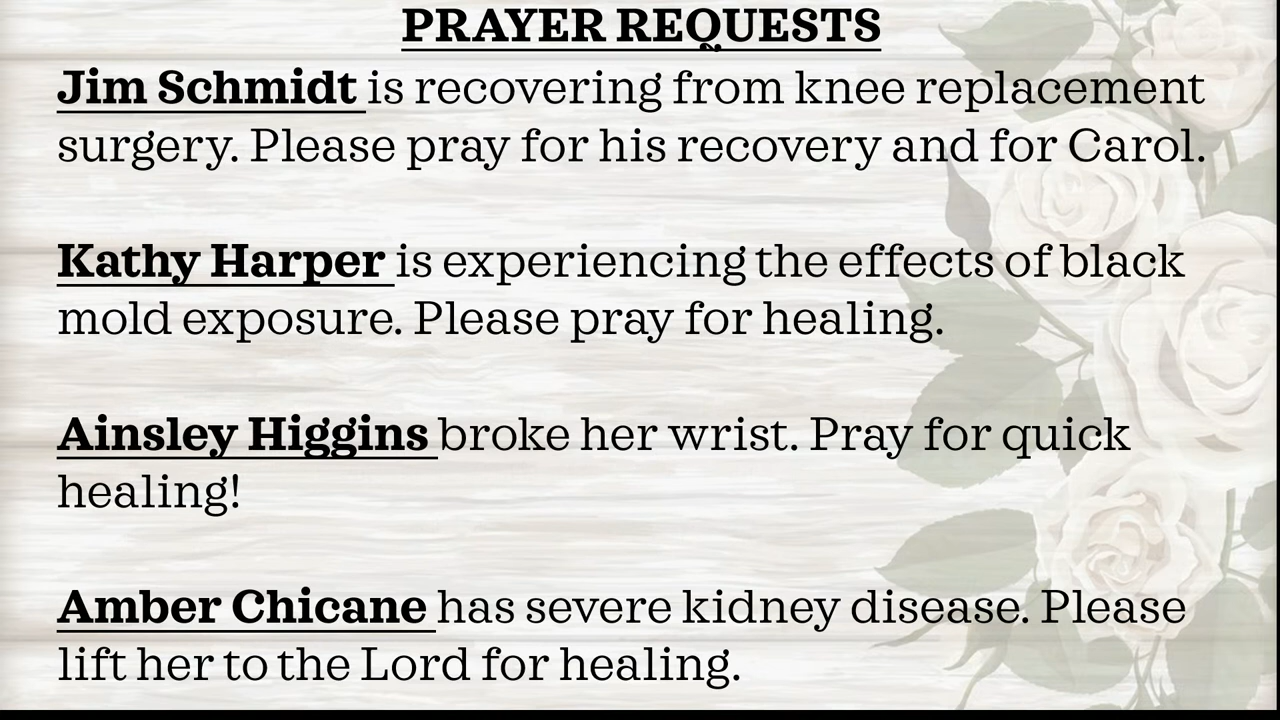 PRAYER REQUESTS
Jim Schmidt is recovering from knee replacement
surgery. Please pray for his recovery and for Carol.
Kathy Harper is experiencing the effects of black
mold exposure. Please pray for healing.
Ainsley Higgins broke her wrist. Pray for quick
healing!
Amber Chicane has severe kidney disease. Please
lift her to the Lord for healing.